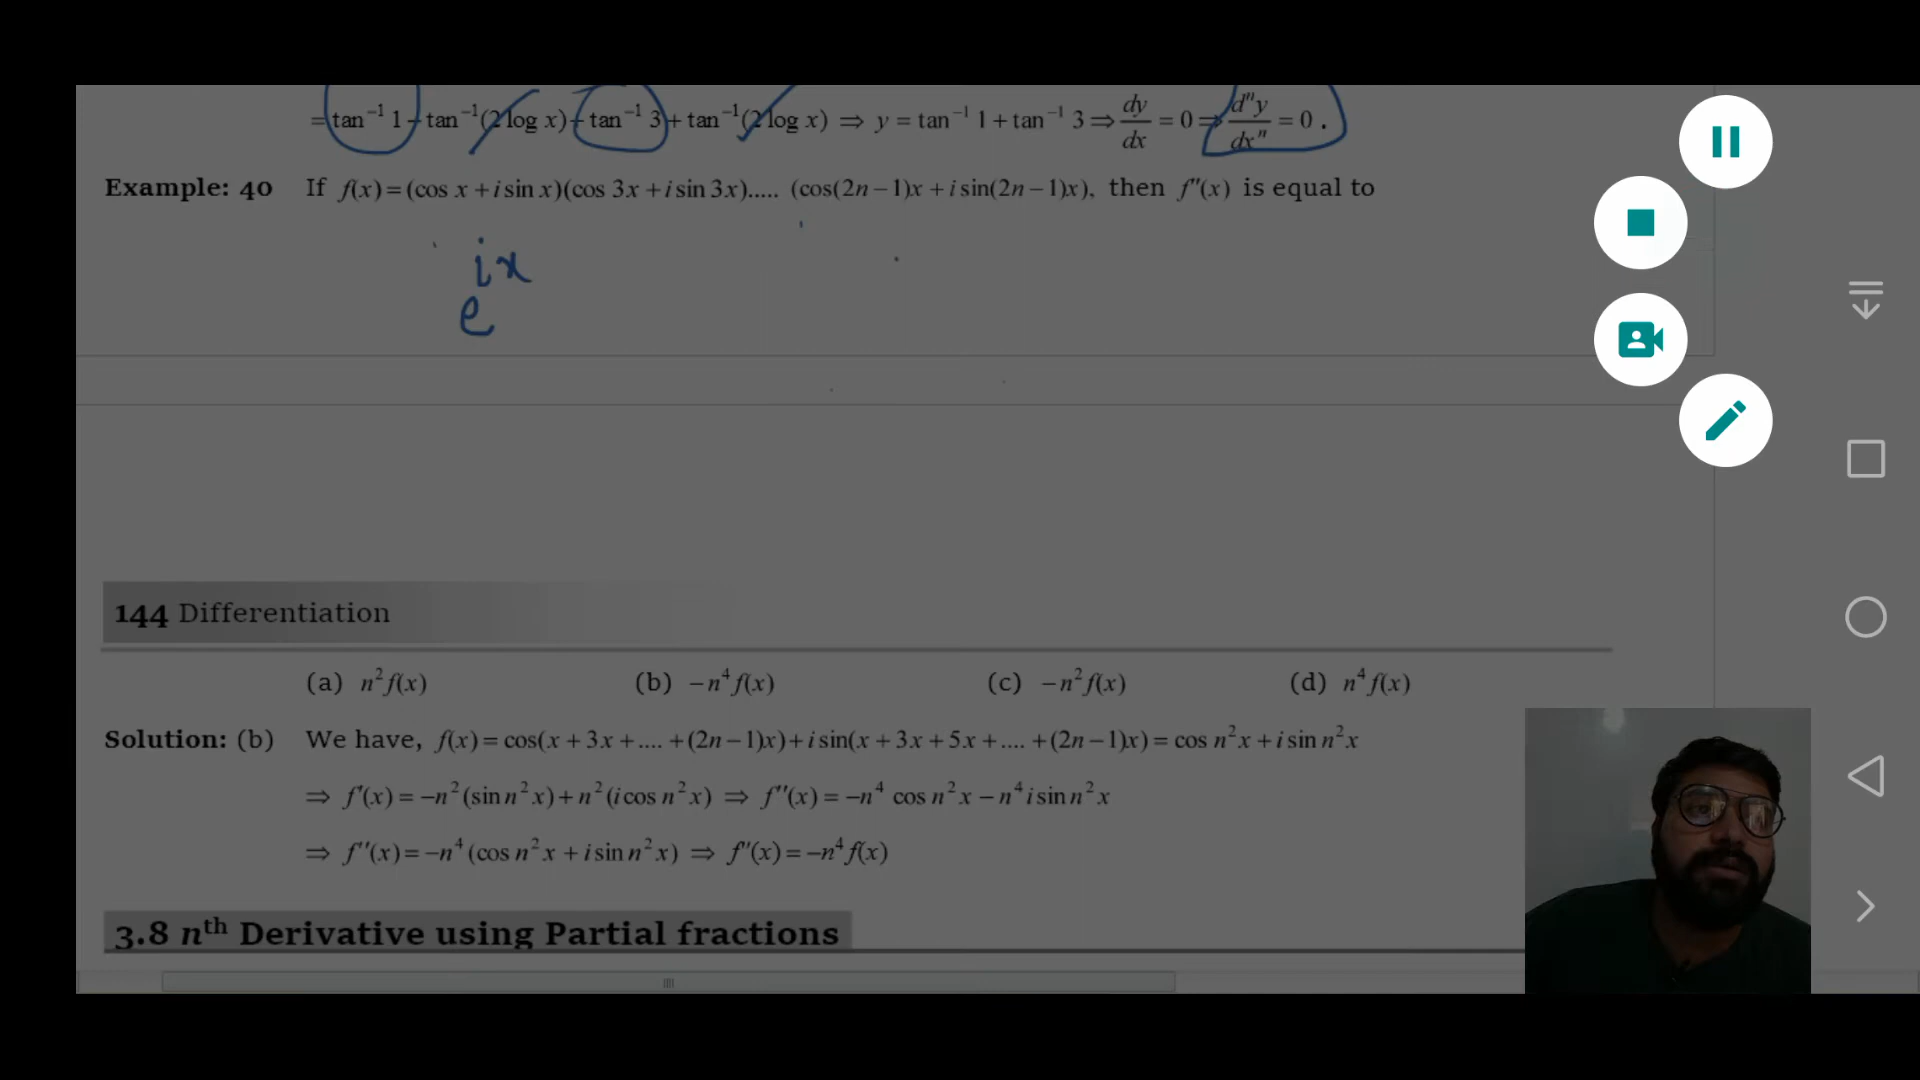 = tan⁻¹ 1 + tan⁻¹(2 log x) + tan⁻¹ 3 + tan⁻¹(2 log x) ⇒ y = tan⁻¹ 1 + tan⁻¹ 3 ⇒ dy/dx = 0 ⇒ dⁿy/dxⁿ = 0 .
Example: 40 If f(x) = (cos x + i sin x)(cos 3x + i sin 3x)..... (cos(2n − 1)x + i sin(2n − 1)x), then f''(x) is equal to
e^ix
144 Differentiation
(a) n²f(x) (b) −n⁴f(x) (c) −n²f(x) (d) n⁴f(x)
Solution: (b) We have, f(x) = cos(x + 3x + .... + (2n − 1)x) + i sin(x + 3x + 5x + .... + (2n − 1)x) = cos n²x + i sin n²x
⇒ f'(x) = −n²(sin n²x) + n²(i cos n²x) ⇒ f''(x) = −n⁴ cos n²x − n⁴ i sin n²x
⇒ f''(x) = −n⁴(cos n²x + i sin n²x) ⇒ f''(x) = −n⁴f(x)
3.8 nth Derivative using Partial fractions